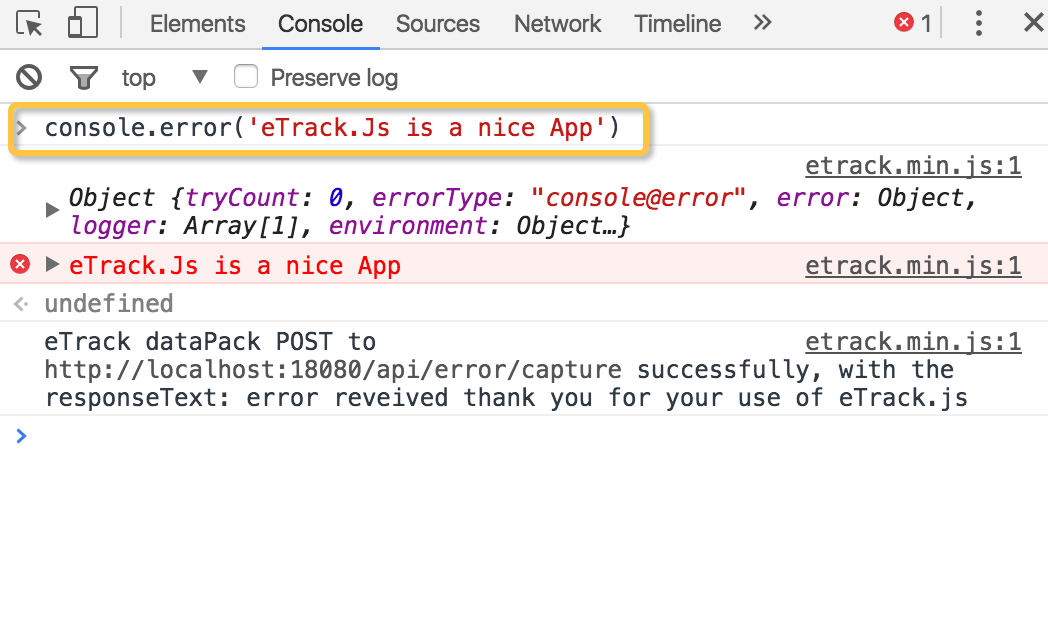 Elements Console Sources Network Timeline » 1
top Preserve log
> console.error('eTrack.Js is a nice App')
etrack.min.js:1
Object {tryCount: 0, errorType: "console@error", error: Object,
logger: Array[1], environment: Object…}
eTrack.Js is a nice App etrack.min.js:1
undefined
eTrack dataPack POST to etrack.min.js:1
http://localhost:18080/api/error/capture successfully, with the
responseText: error reveived thank you for your use of eTrack.js
>